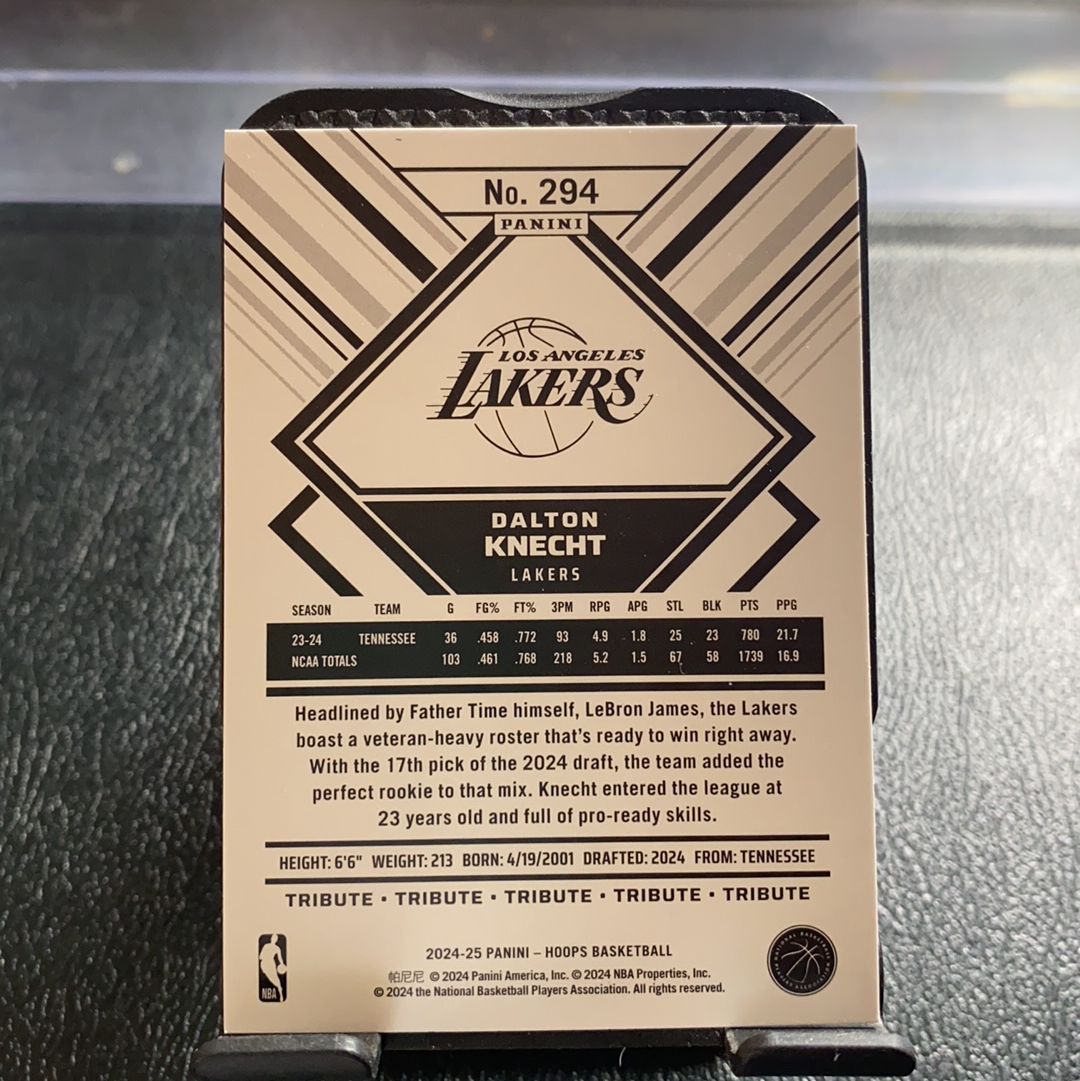 No. 294
PANINI
LOS ANGELES
LAKERS
DALTON
KNECHT
LAKERS
SEASON TEAM G FG% FT% 3PM RPG APG STL BLK PTS PPG
23-24 TENNESSEE 36 .458 .772 93 4.9 1.8 25 23 780 21.7
NCAA TOTALS 103 .461 .768 218 5.2 1.5 67 58 1739 16.9
Headlined by Father Time himself, LeBron James, the Lakers
boast a veteran-heavy roster that's ready to win right away.
With the 17th pick of the 2024 draft, the team added the
perfect rookie to that mix. Knecht entered the league at
23 years old and full of pro-ready skills.
HEIGHT: 6'6" WEIGHT: 213 BORN: 4/19/2001 DRAFTED: 2024 FROM: TENNESSEE
TRIBUTE • TRIBUTE • TRIBUTE • TRIBUTE • TRIBUTE
2024-25 PANINI – HOOPS BASKETBALL
帕尼尼 © 2024 Panini America, Inc. © 2024 NBA Properties, Inc.
© 2024 the National Basketball Players Association. All rights reserved.
NBA
NATIONAL BASKETBALL PLAYERS ASSOCIATION